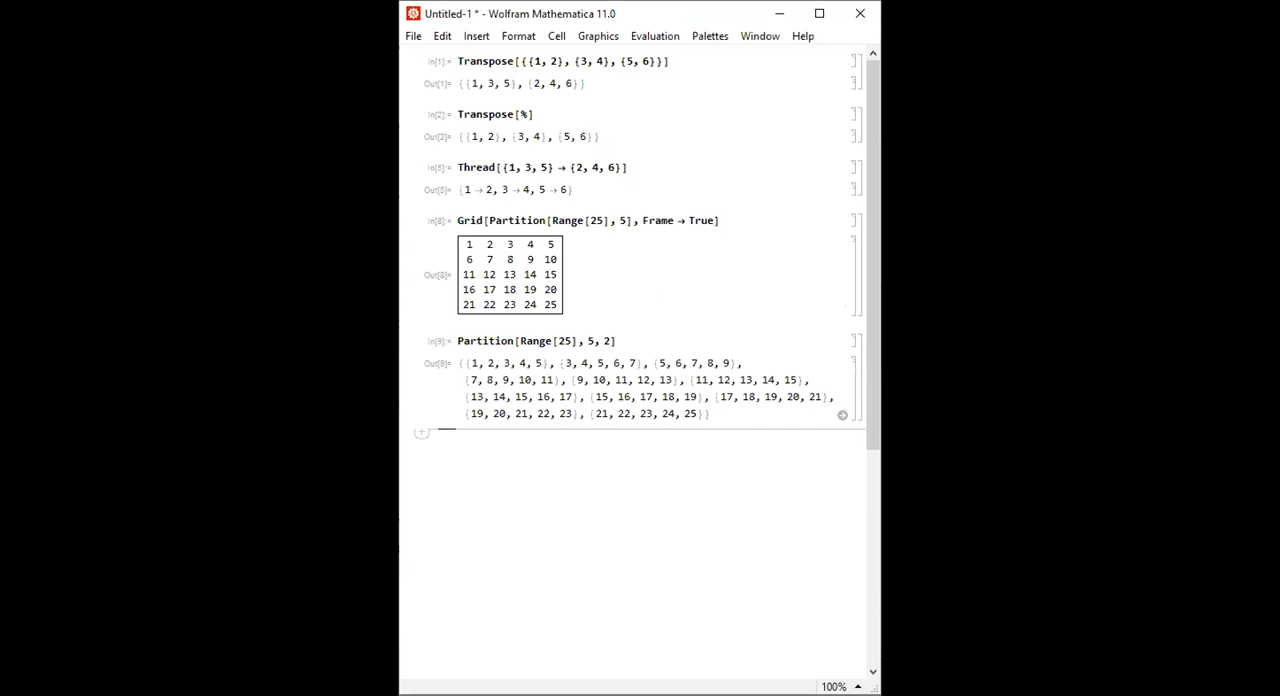 Untitled-1 * - Wolfram Mathematica 11.0
File Edit Insert Format Cell Graphics Evaluation Palettes Window Help
In[1]:= Transpose[{{1, 2}, {3, 4}, {5, 6}}]
Out[1]= {{1, 3, 5}, {2, 4, 6}}
In[2]:= Transpose[%]
Out[2]= {{1, 2}, {3, 4}, {5, 6}}
In[5]:= Thread[{1, 3, 5} → {2, 4, 6}]
Out[5]= {1 → 2, 3 → 4, 5 → 6}
In[8]:= Grid[Partition[Range[25], 5], Frame → True]
1 2 3 4 5
6 7 8 9 10
Out[8]= 11 12 13 14 15
16 17 18 19 20
21 22 23 24 25
In[9]:= Partition[Range[25], 5, 2]
Out[9]= {{1, 2, 3, 4, 5}, {3, 4, 5, 6, 7}, {5, 6, 7, 8, 9},
{7, 8, 9, 10, 11}, {9, 10, 11, 12, 13}, {11, 12, 13, 14, 15},
{13, 14, 15, 16, 17}, {15, 16, 17, 18, 19}, {17, 18, 19, 20, 21},
{19, 20, 21, 22, 23}, {21, 22, 23, 24, 25}}
100%